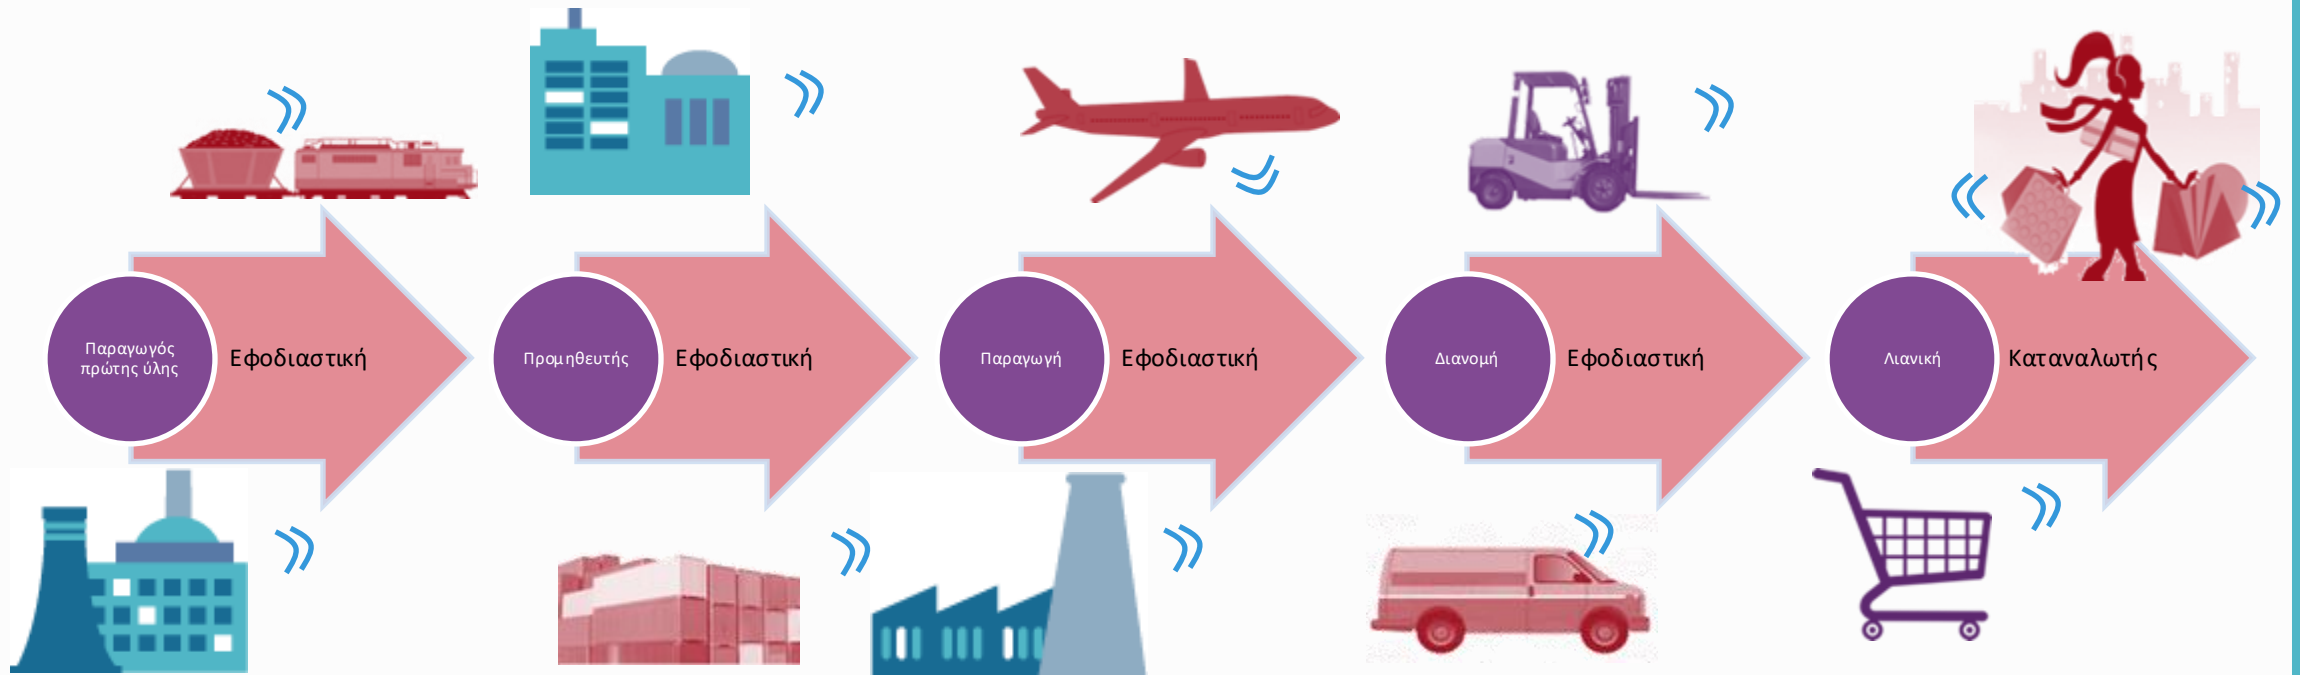 Παραγωγός
πρώτης ύλης
Εφοδιαστική
Προμηθευτής
Εφοδιαστική
Παραγωγή
Εφοδιαστική
Διανομή
Εφοδιαστική
Λιανική
Καταναλωτής